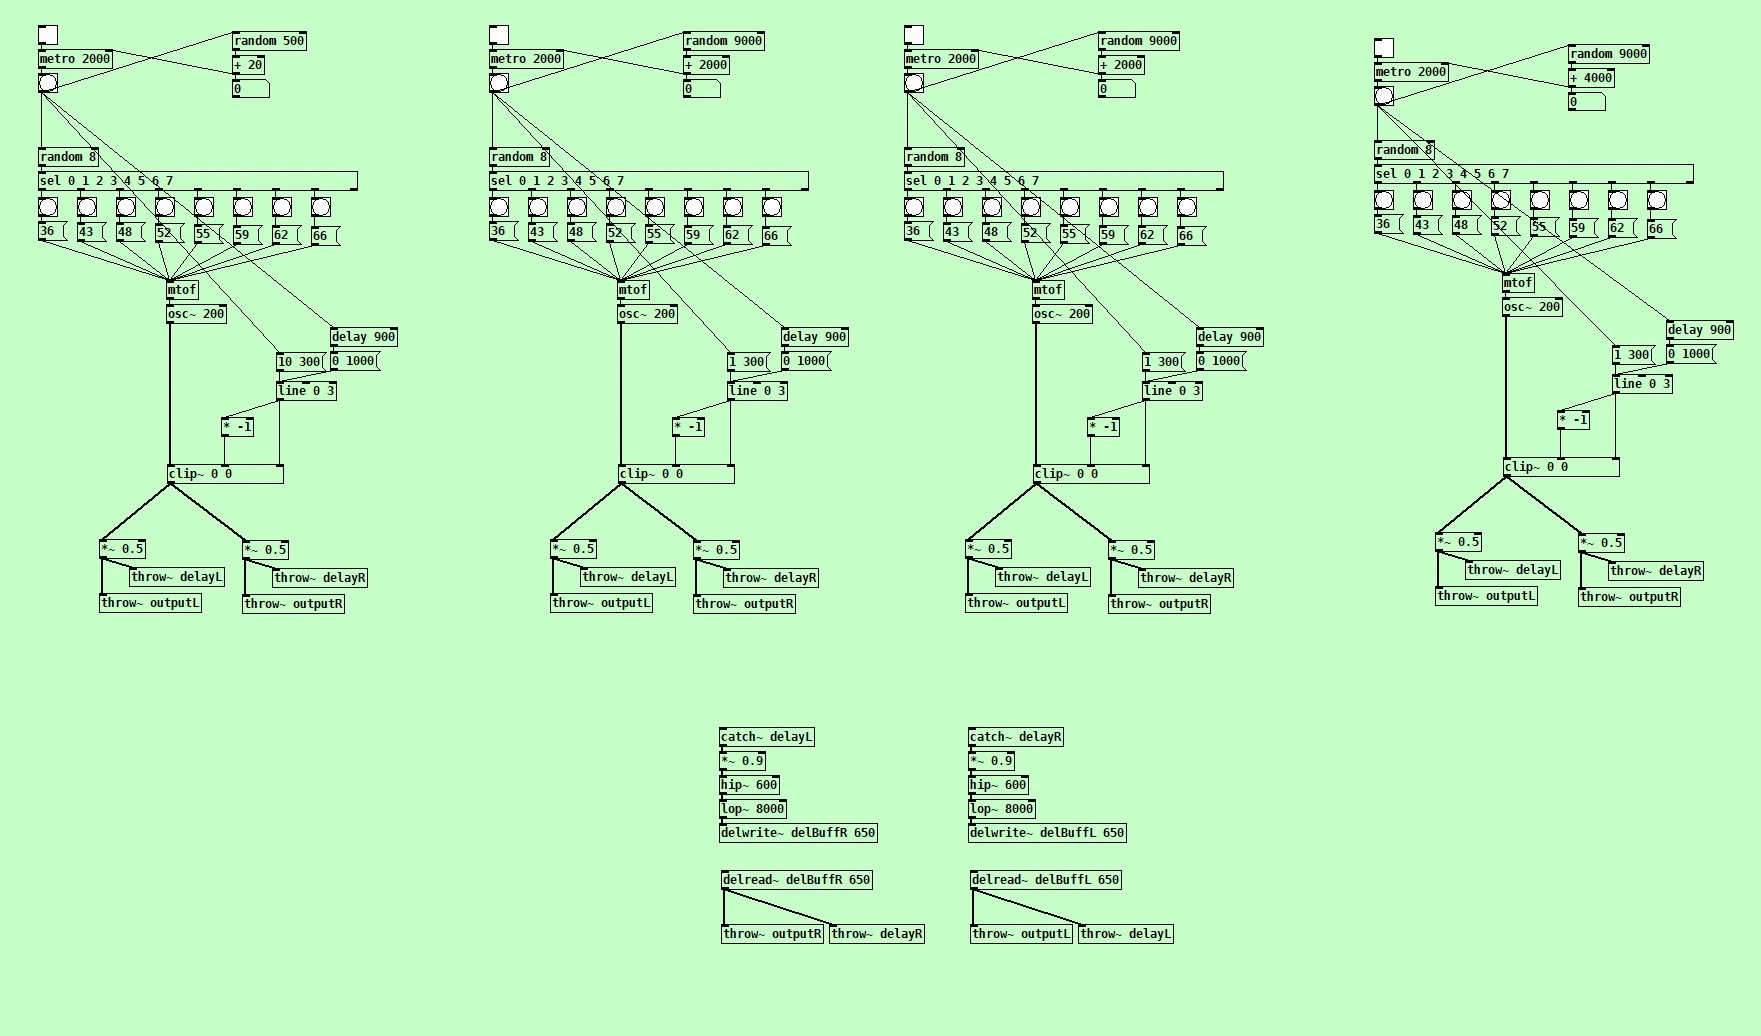 random 500
metro 2000
+ 20
0
random 8
sel 0 1 2 3 4 5 6 7
36 43 48 52 55 59 62 66
mtof
osc~ 200
delay 900
10 300 0 1000
line 0 3
* -1
clip~ 0 0
*~ 0.5 *~ 0.5
throw~ delayL throw~ delayR
throw~ outputL throw~ outputR
random 9000
metro 2000
+ 2000
0
random 8
sel 0 1 2 3 4 5 6 7
36 43 48 52 55 59 62 66
mtof
osc~ 200
delay 900
1 300 0 1000
line 0 3
* -1
clip~ 0 0
*~ 0.5 *~ 0.5
throw~ delayL throw~ delayR
throw~ outputL throw~ outputR
random 9000
metro 2000
+ 2000
0
random 8
sel 0 1 2 3 4 5 6 7
36 43 48 52 55 59 62 66
mtof
osc~ 200
delay 900
1 300 0 1000
line 0 3
* -1
clip~ 0 0
*~ 0.5 *~ 0.5
throw~ delayL throw~ delayR
throw~ outputL throw~ outputR
random 9000
metro 2000
+ 4000
0
random 8
sel 0 1 2 3 4 5 6 7
36 43 48 52 55 59 62 66
mtof
osc~ 200
delay 900
1 300 0 1000
line 0 3
* -1
clip~ 0 0
*~ 0.5 *~ 0.5
throw~ delayL throw~ delayR
throw~ outputL throw~ outputR
catch~ delayL
*~ 0.9
hip~ 600
lop~ 8000
delwrite~ delBuffR 650
delread~ delBuffR 650
throw~ outputR throw~ delayR
catch~ delayR
*~ 0.9
hip~ 600
lop~ 8000
delwrite~ delBuffL 650
delread~ delBuffL 650
throw~ outputL throw~ delayL